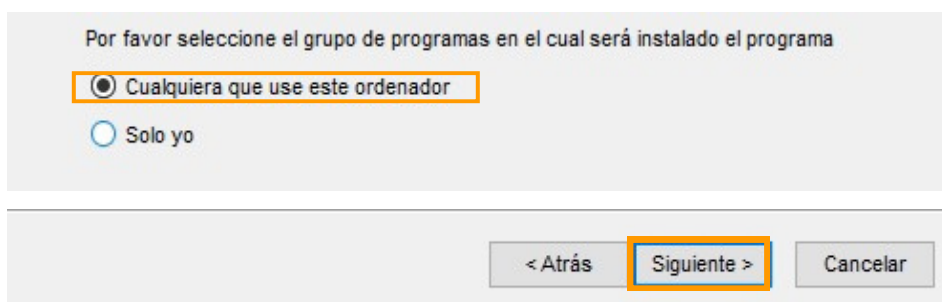 Por favor seleccione el grupo de programas en el cual será instalado el programa
Cualquiera que use este ordenador
Solo yo
< Atrás Siguiente > Cancelar